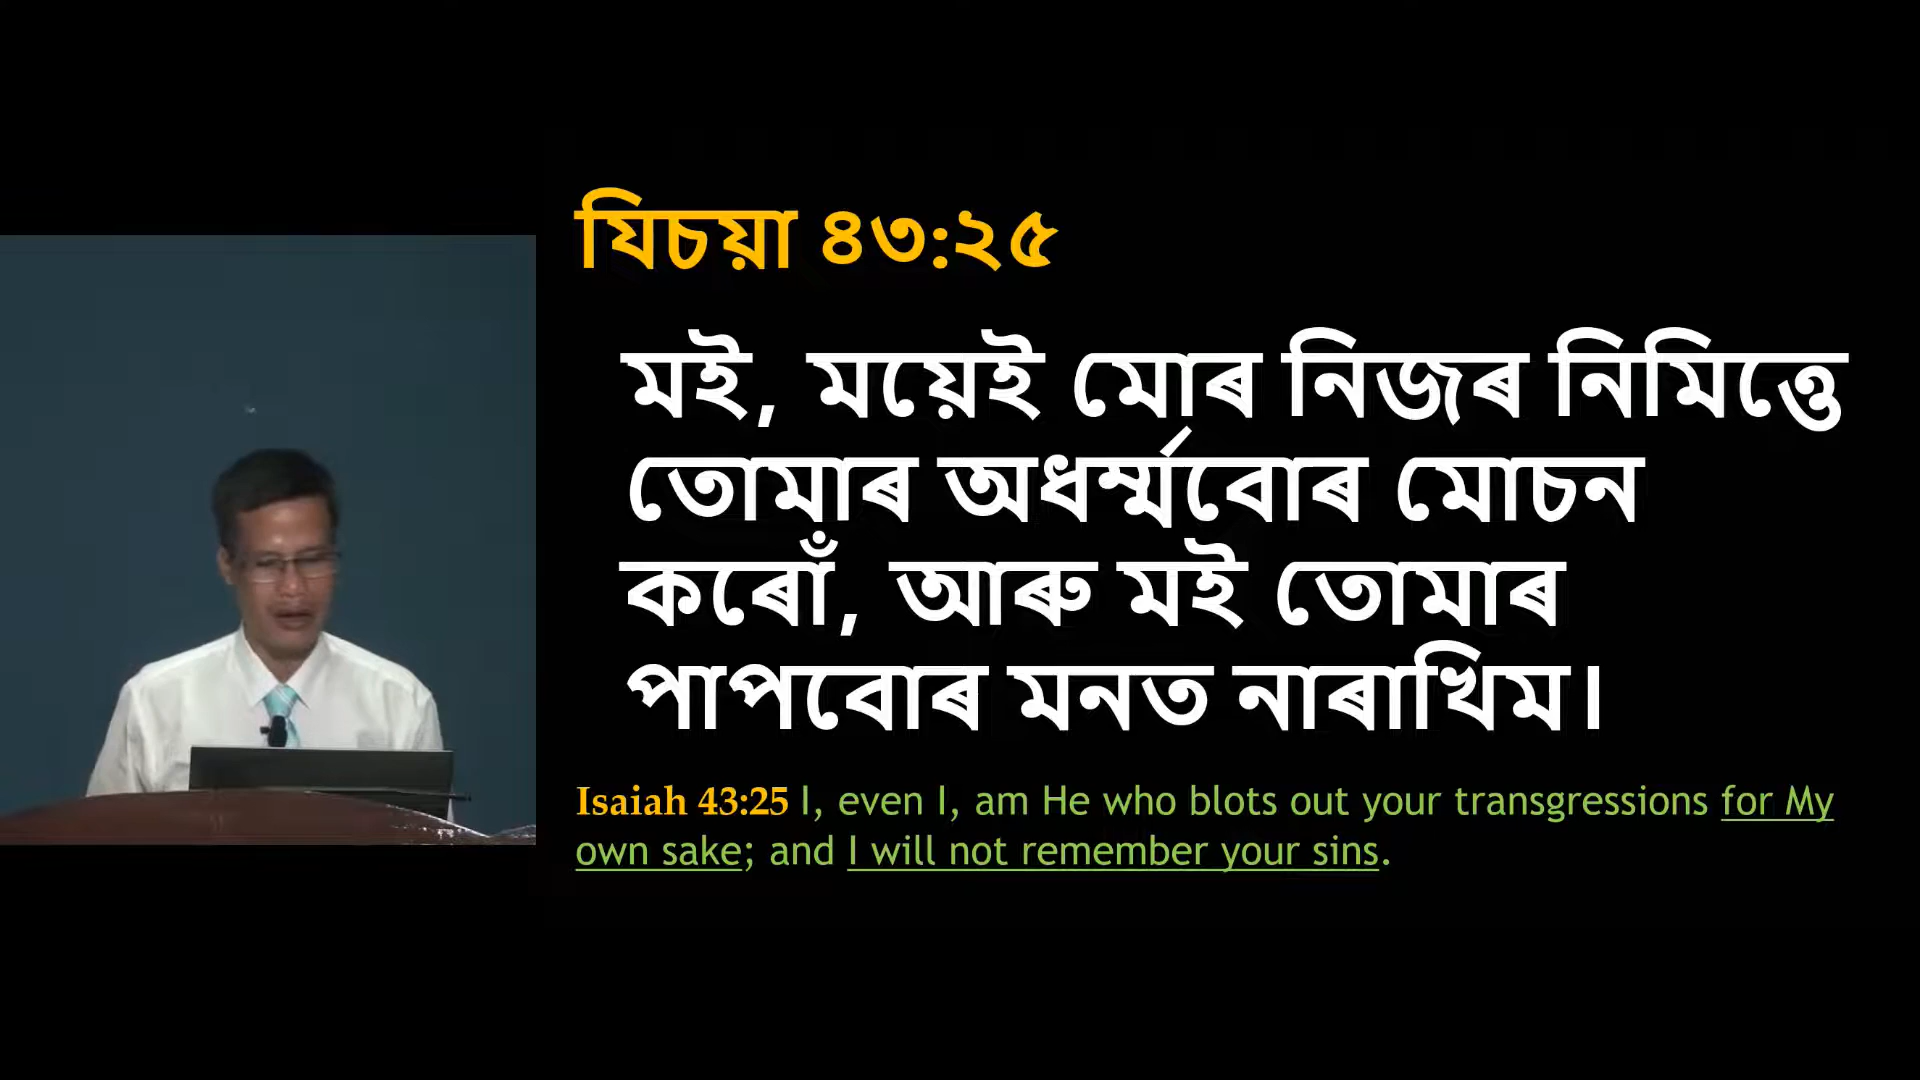 যিচয়া ৪৩:২৫
মই, ময়েই মোৰ নিজৰ নিমিত্তে
তোমাৰ অধৰ্ম্মবোৰ মোচন
কৰোঁ, আৰু মই তোমাৰ
পাপবোৰ মনত নাৰাখিম।
Isaiah 43:25 I, even I, am He who blots out your transgressions for My
own sake; and I will not remember your sins.